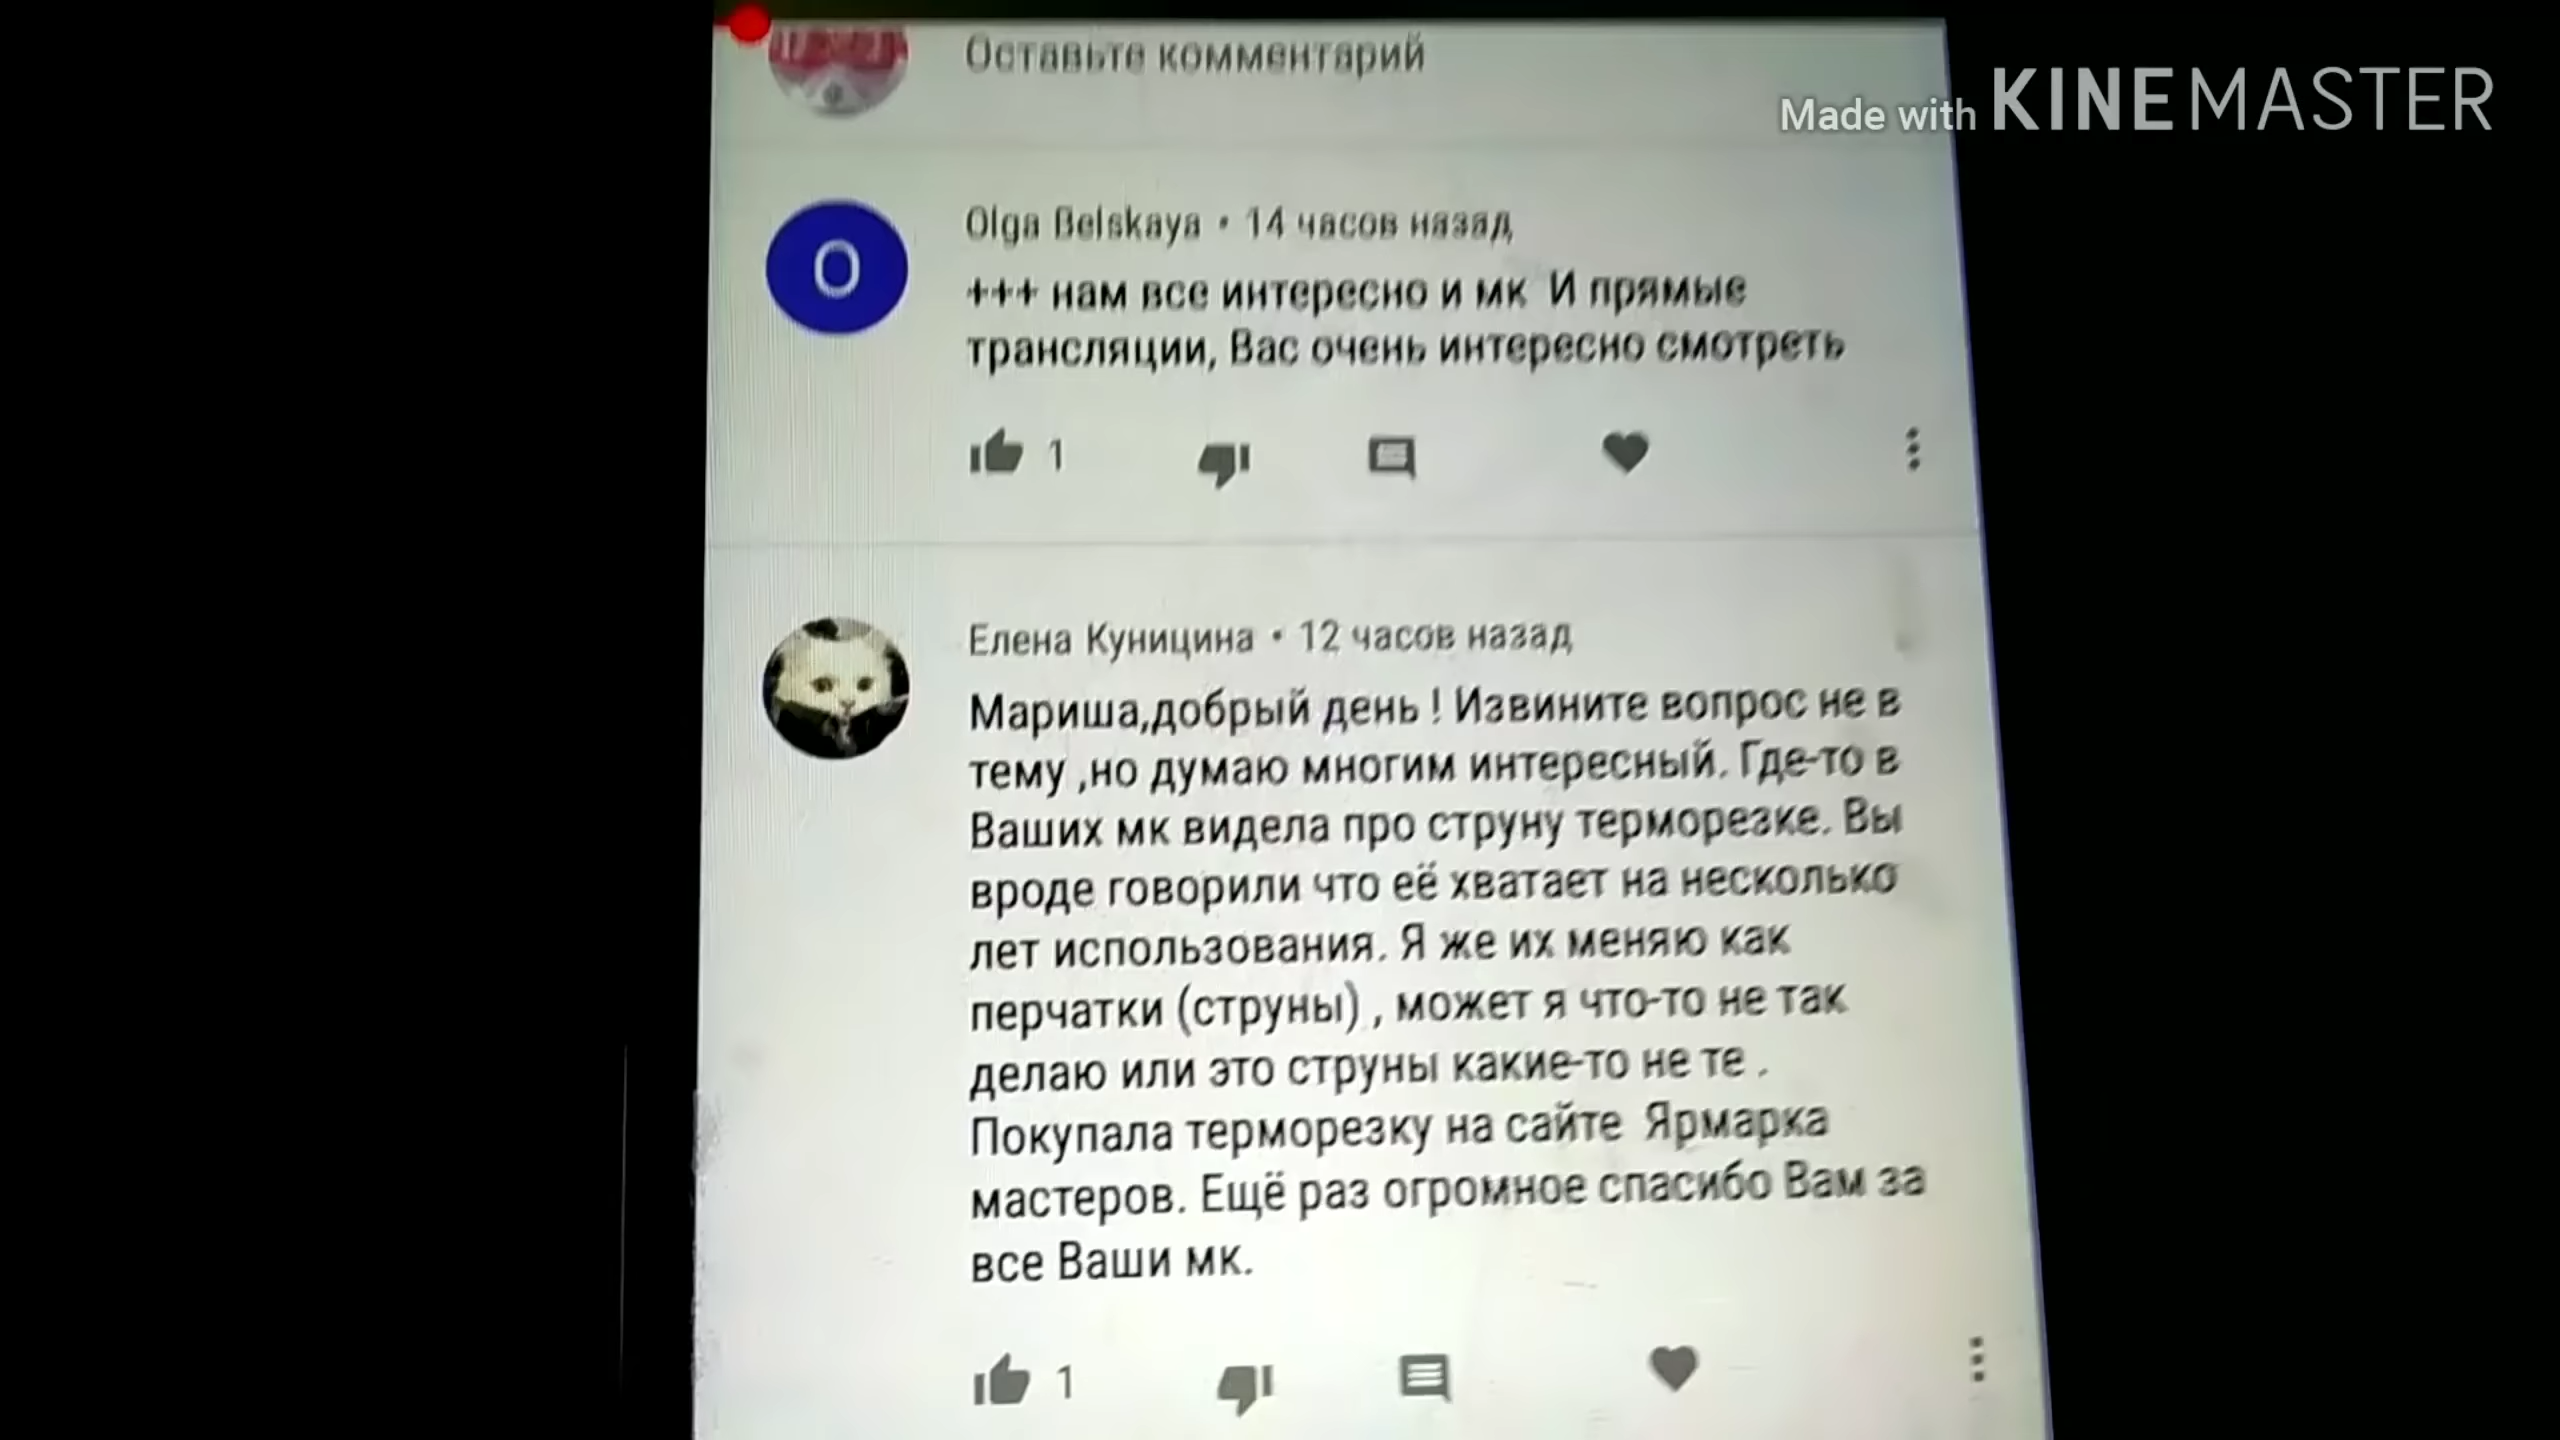 Оставьте комментарий
Made with KINEMASTER
Olga Belskaya • 14 часов назад
O
+++ нам все интересно и мк И прямые
трансляции, Вас очень интересно смотреть
1
Елена Куницина • 12 часов назад
Мариша,добрый день ! Извините вопрос не в
тему ,но думаю многим интересный. Где-то в
Ваших мк видела про струну терморезке. Вы
вроде говорили что её хватает на несколько
лет использования. Я же их меняю как
перчатки (струны) , может я что-то не так
делаю или это струны какие-то не те .
Покупала терморезку на сайте Ярмарка
мастеров. Ещё раз огромное спасибо Вам за
все Ваши мк.
1